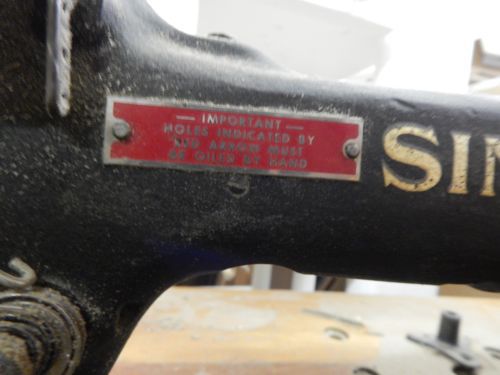 — IMPORTANT —
HOLES INDICATED BY
RED ARROW MUST
BE OILED BY HAND
SIN